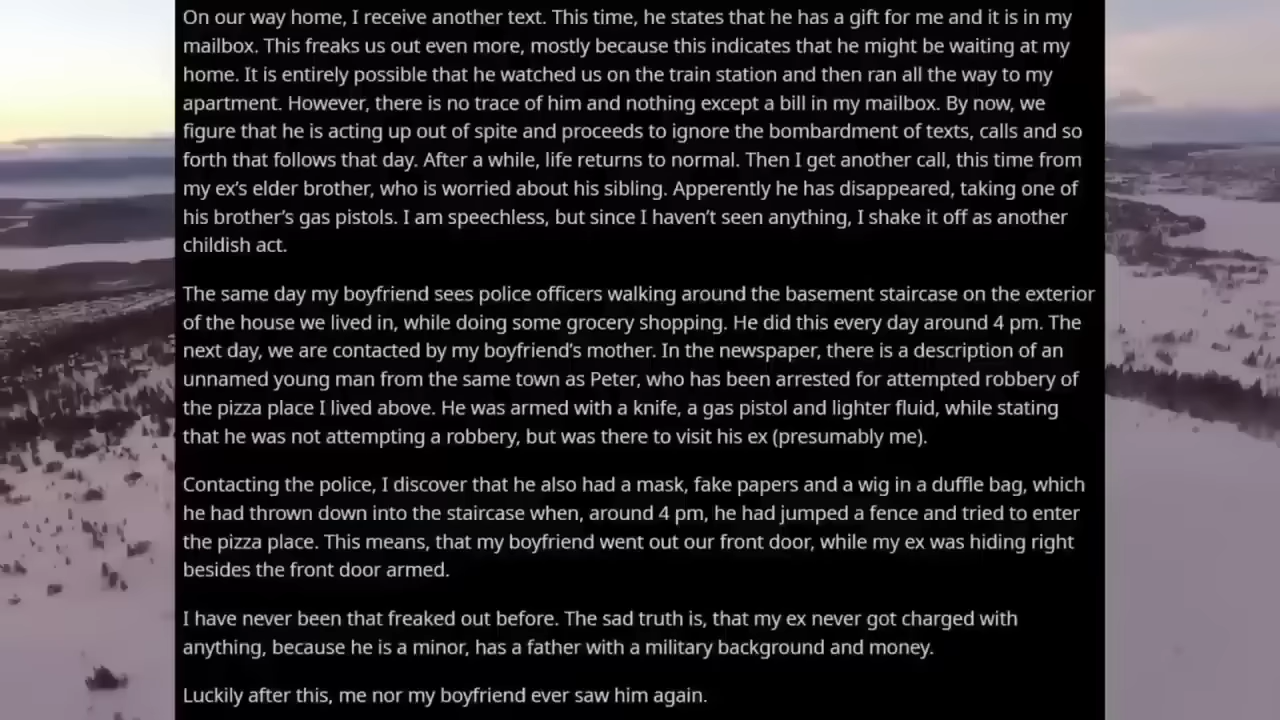 On our way home, I receive another text. This time, he states that he has a gift for me and it is in my
mailbox. This freaks us out even more, mostly because this indicates that he might be waiting at my
home. It is entirely possible that he watched us on the train station and then ran all the way to my
apartment. However, there is no trace of him and nothing except a bill in my mailbox. By now, we
figure that he is acting up out of spite and proceeds to ignore the bombardment of texts, calls and so
forth that follows that day. After a while, life returns to normal. Then I get another call, this time from
my ex's elder brother, who is worried about his sibling. Apperently he has disappeared, taking one of
his brother's gas pistols. I am speechless, but since I haven't seen anything, I shake it off as another
childish act.
The same day my boyfriend sees police officers walking around the basement staircase on the exterior
of the house we lived in, while doing some grocery shopping. He did this every day around 4 pm. The
next day, we are contacted by my boyfriend's mother. In the newspaper, there is a description of an
unnamed young man from the same town as Peter, who has been arrested for attempted robbery of
the pizza place I lived above. He was armed with a knife, a gas pistol and lighter fluid, while stating
that he was not attempting a robbery, but was there to visit his ex (presumably me).
Contacting the police, I discover that he also had a mask, fake papers and a wig in a duffle bag, which
he had thrown down into the staircase when, around 4 pm, he had jumped a fence and tried to enter
the pizza place. This means, that my boyfriend went out our front door, while my ex was hiding right
besides the front door armed.
I have never been that freaked out before. The sad truth is, that my ex never got charged with
anything, because he is a minor, has a father with a military background and money.
Luckily after this, me nor my boyfriend ever saw him again.